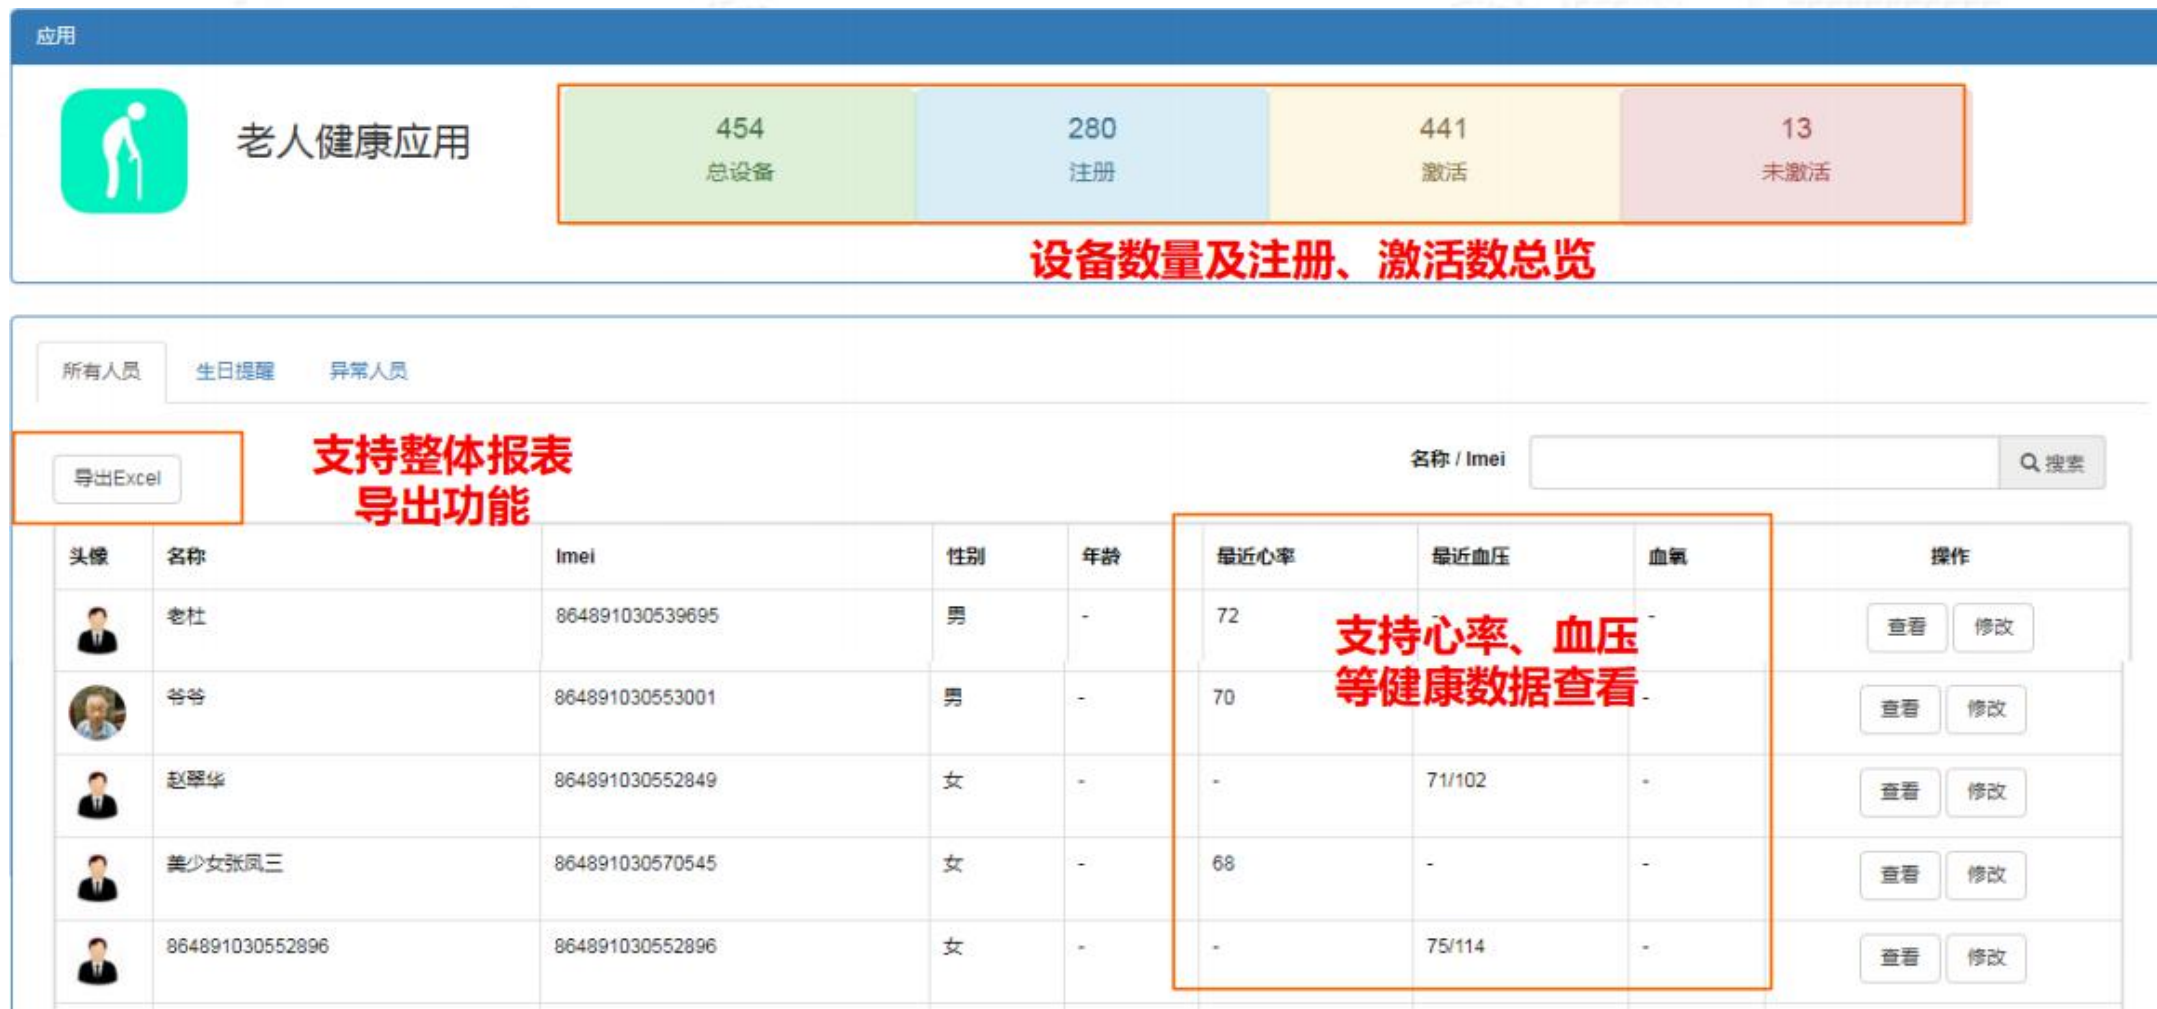 应用
老人健康应用
454
总设备
280
注册
441
激活
13
未激活
设备数量及注册、激活数总览
所有人员 生日提醒 异常人员
导出Excel
支持整体报表
导出功能
名称 / Imei
搜索
头像 名称 Imei 性别 年龄 最近心率 最近血压 血氧 操作
老杜 864891030539695 男 - 72 - - 查看 修改
支持心率、血压
等健康数据查看
爷爷 864891030553001 男 - 70 - 查看 修改
赵翠华 864891030552849 女 - - 71/102 - 查看 修改
美少女张凤三 864891030570545 女 - 68 - - 查看 修改
864891030552896 864891030552896 女 - - 75/114 - 查看 修改